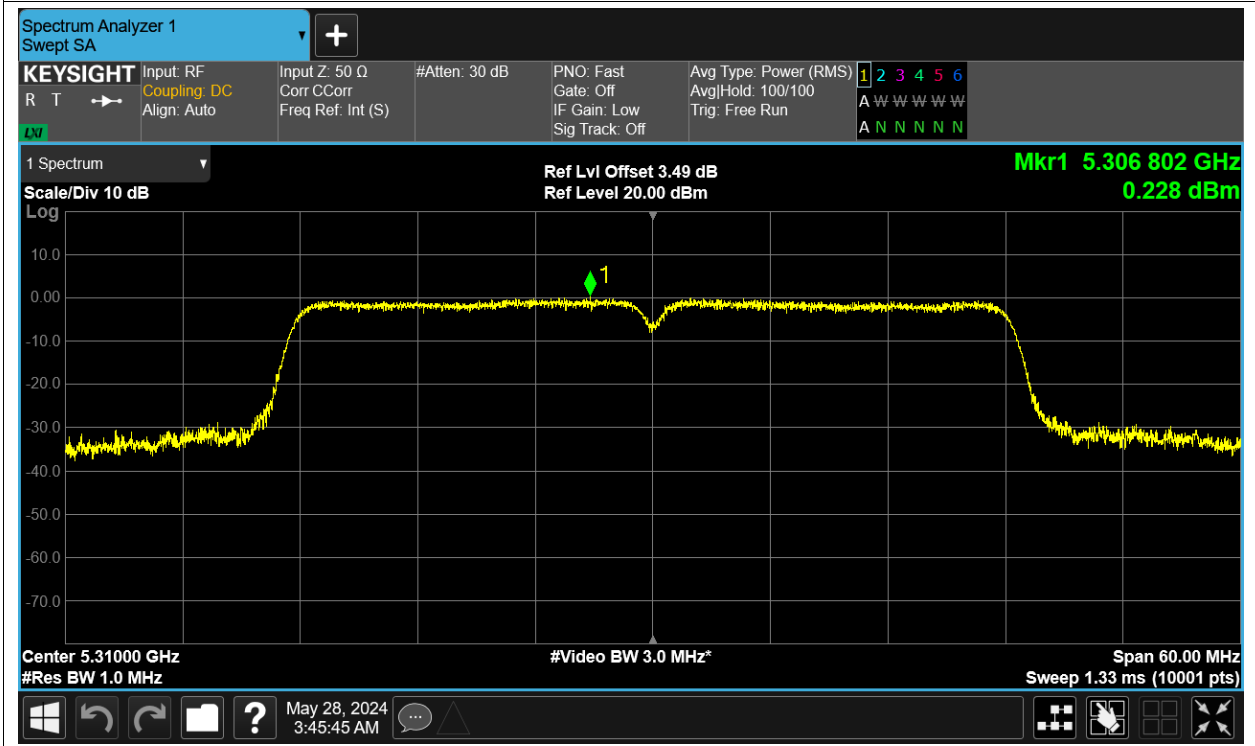 Spectrum Analyzer 1
Swept SA
KEYSIGHT
R T
LXI
Input: RF
Coupling: DC
Align: Auto
Input Z: 50 Ω
Corr CCorr
Freq Ref: Int (S)
#Atten: 30 dB
PNO: Fast
Gate: Off
IF Gain: Low
Sig Track: Off
Avg Type: Power (RMS)
Avg|Hold: 100/100
Trig: Free Run
1 2 3 4 5 6
A W W W W W
A N N N N N
1 Spectrum
Scale/Div 10 dB
Log
Ref Lvl Offset 3.49 dB
Ref Level 20.00 dBm
Mkr1 5.306 802 GHz
0.228 dBm
10.0
0.00
-10.0
-20.0
-30.0
-40.0
-50.0
-60.0
-70.0
1
Center 5.31000 GHz
#Res BW 1.0 MHz
#Video BW 3.0 MHz*
Span 60.00 MHz
Sweep 1.33 ms (10001 pts)
?
May 28, 2024
3:45:45 AM